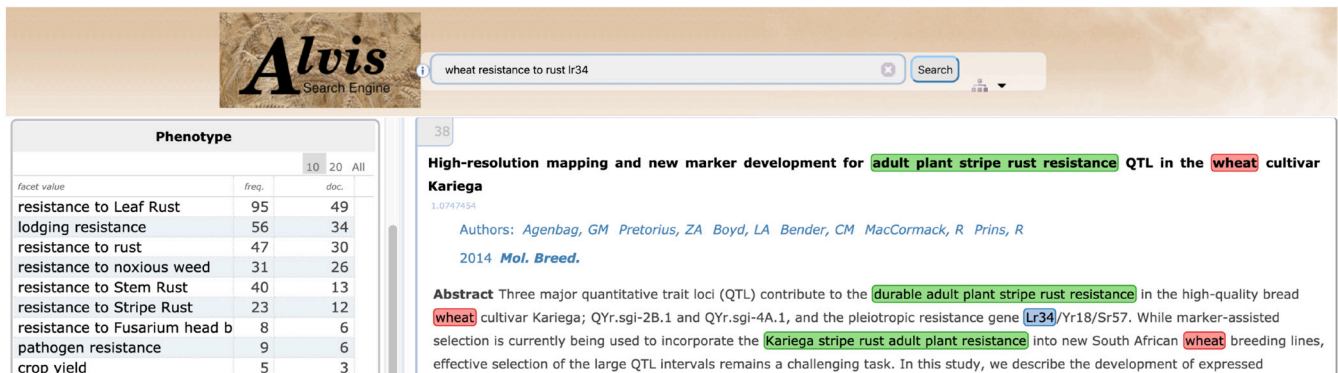 Alvis
Search Engine
wheat resistance to rust lr34
Search
Phenotype
10 20 All
facet value freq. doc.
resistance to Leaf Rust 95 49
lodging resistance 56 34
resistance to rust 47 30
resistance to noxious weed 31 26
resistance to Stem Rust 40 13
resistance to Stripe Rust 23 12
resistance to Fusarium head b 8 6
pathogen resistance 9 6
crop yield 5 3
38
High-resolution mapping and new marker development for adult plant stripe rust resistance QTL in the wheat cultivar
Kariega
1.0747454
Authors: Agenbag, GM Pretorius, ZA Boyd, LA Bender, CM MacCormack, R Prins, R
2014 Mol. Breed.
Abstract Three major quantitative trait loci (QTL) contribute to the durable adult plant stripe rust resistance in the high-quality bread
wheat cultivar Kariega; QYr.sgi-2B.1 and QYr.sgi-4A.1, and the pleiotropic resistance gene Lr34/Yr18/Sr57. While marker-assisted
selection is currently being used to incorporate the Kariega stripe rust adult plant resistance into new South African wheat breeding lines,
effective selection of the large QTL intervals remains a challenging task. In this study, we describe the development of expressed